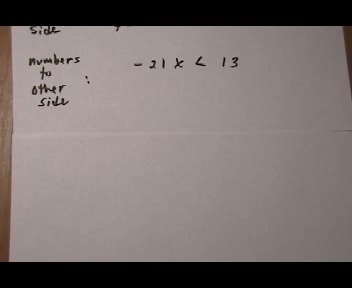 side
numbers
to
other
side
:
- 21 x < 13